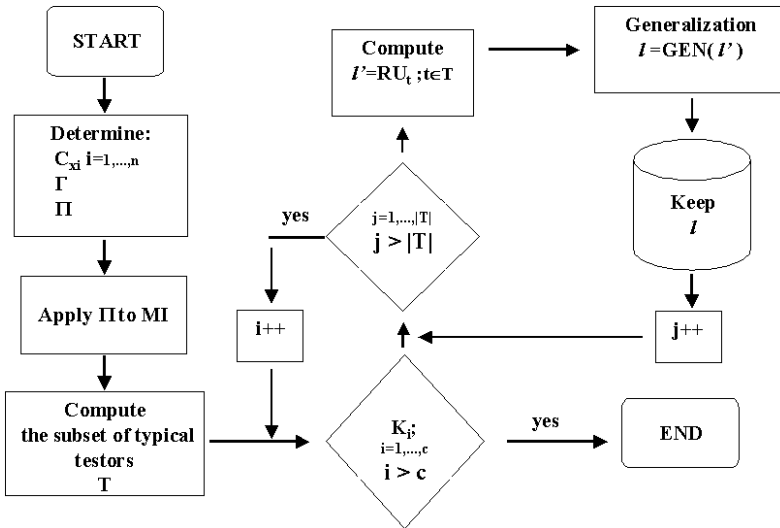 START
Determine:
C_xi i=1,...,n
Γ
Π
Apply Π to MI
Compute
the subset of typical
testors
T
K_i;
i=1,...,c
i > c
yes
END
j=1,...,|T|
j > |T|
yes
i++
Compute
l'=RU_t ;t∈T
Generalization
l=GEN( l' )
Keep
l
j++